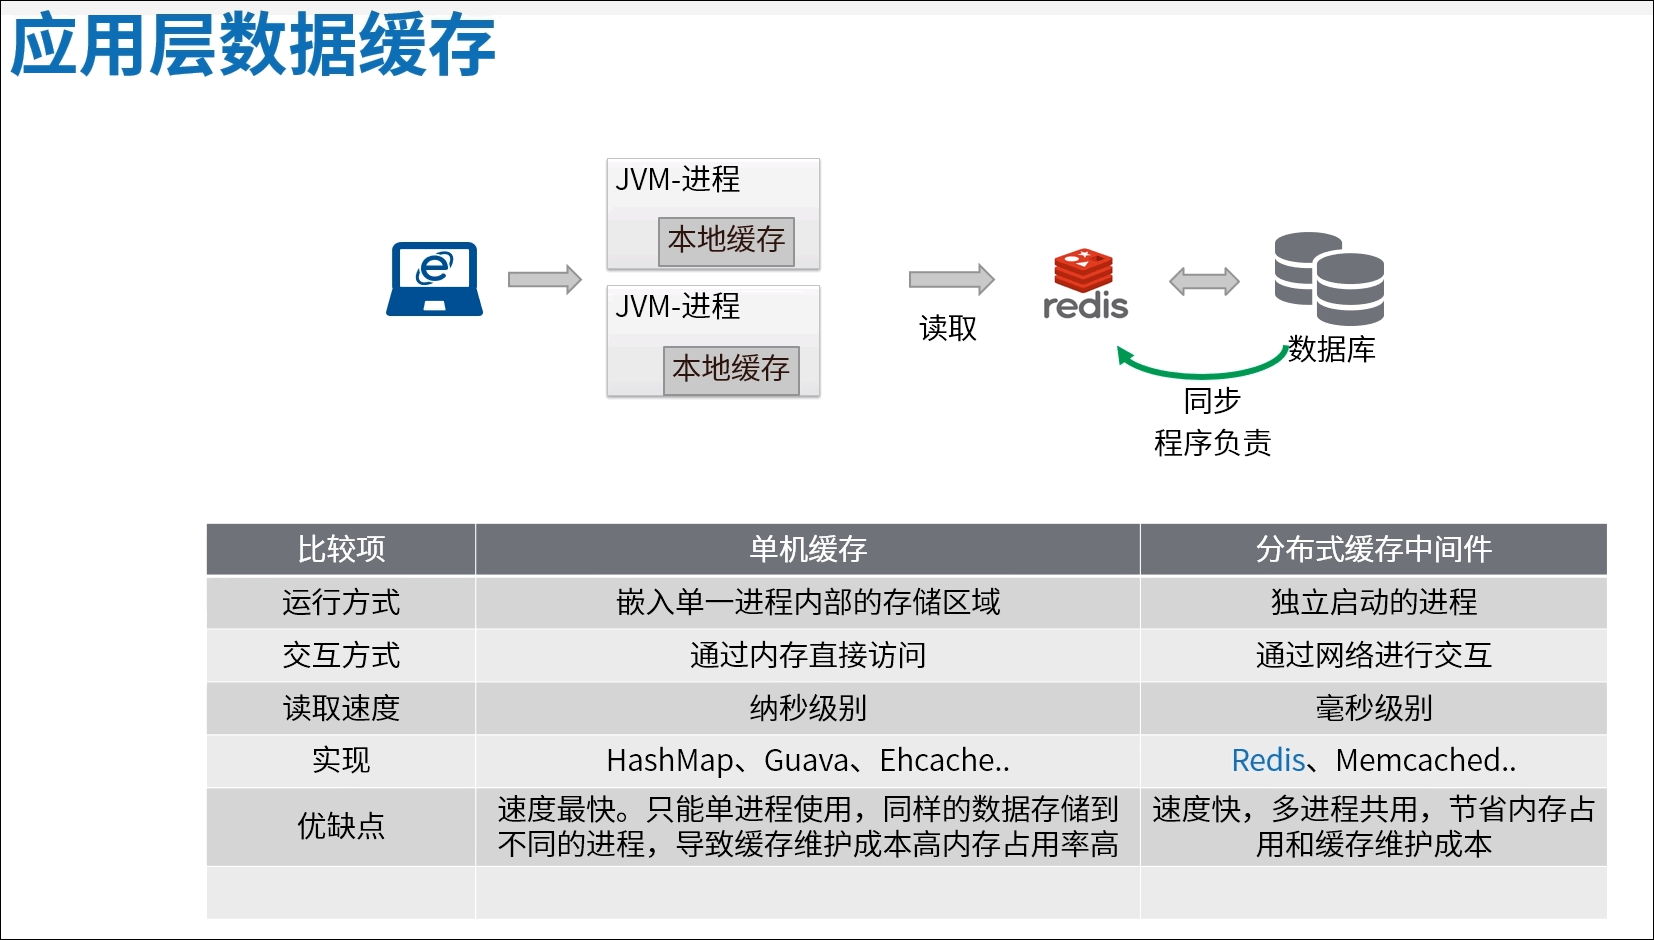 应用层数据缓存
JVM-进程
本地缓存
JVM-进程
本地缓存
读取
redis
数据库
同步
程序负责
比较项 单机缓存 分布式缓存中间件
运行方式 嵌入单一进程内部的存储区域 独立启动的进程
交互方式 通过内存直接访问 通过网络进行交互
读取速度 纳秒级别 毫秒级别
实现 HashMap、Guava、Ehcache.. Redis、Memcached..
优缺点 速度最快。只能单进程使用，同样的数据存储到 速度快，多进程共用，节省内存占
不同的进程，导致缓存维护成本高内存占用率高 用和缓存维护成本